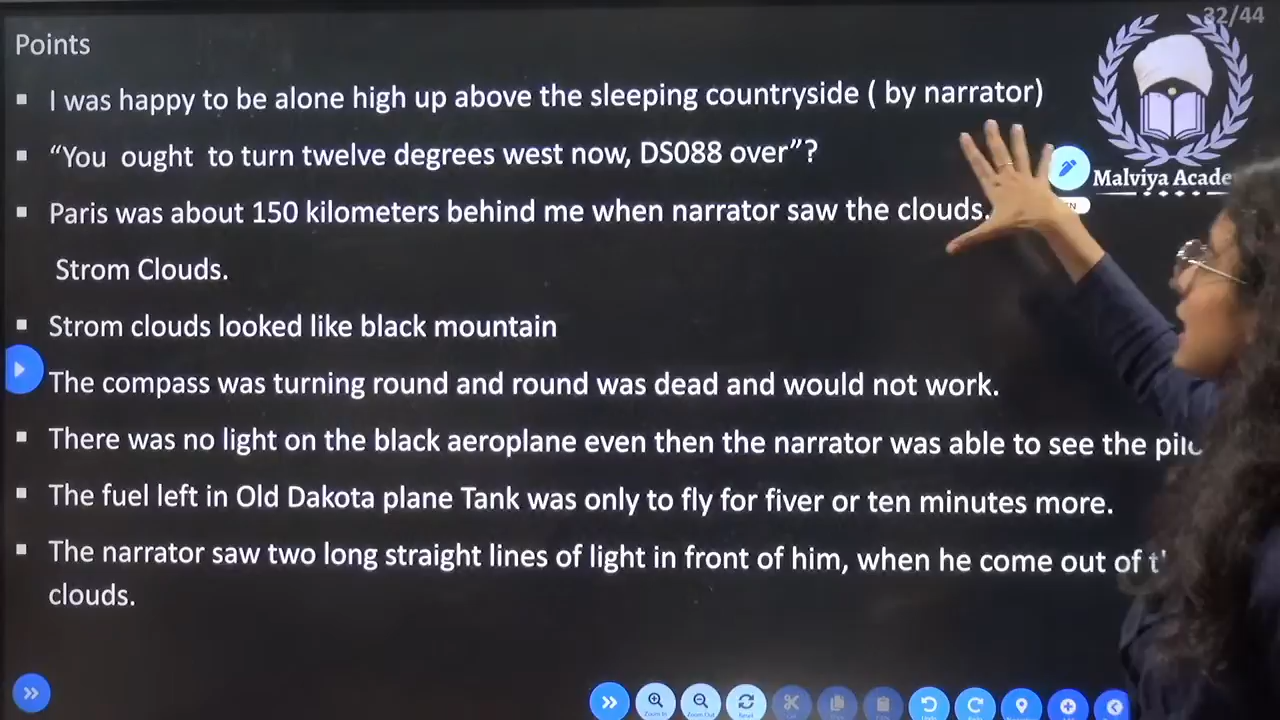 32/44
Points
▪ I was happy to be alone high up above the sleeping countryside ( by narrator)
▪ “You ought to turn twelve degrees west now, DS088 over”?
Malviya
▪ Paris was about 150 kilometers behind me when narrator saw the clouds.
Strom Clouds.
▪ Strom clouds looked like black mountain
The compass was turning round and round was dead and would not work.
▪ There was no light on the black aeroplane even then the narrator was able to see the
▪ The fuel left in Old Dakota plane Tank was only to fly for fiver or ten minutes more.
▪ The narrator saw two long straight lines of light in front of him, when he come out of
clouds.
Zoom In Zoom Out